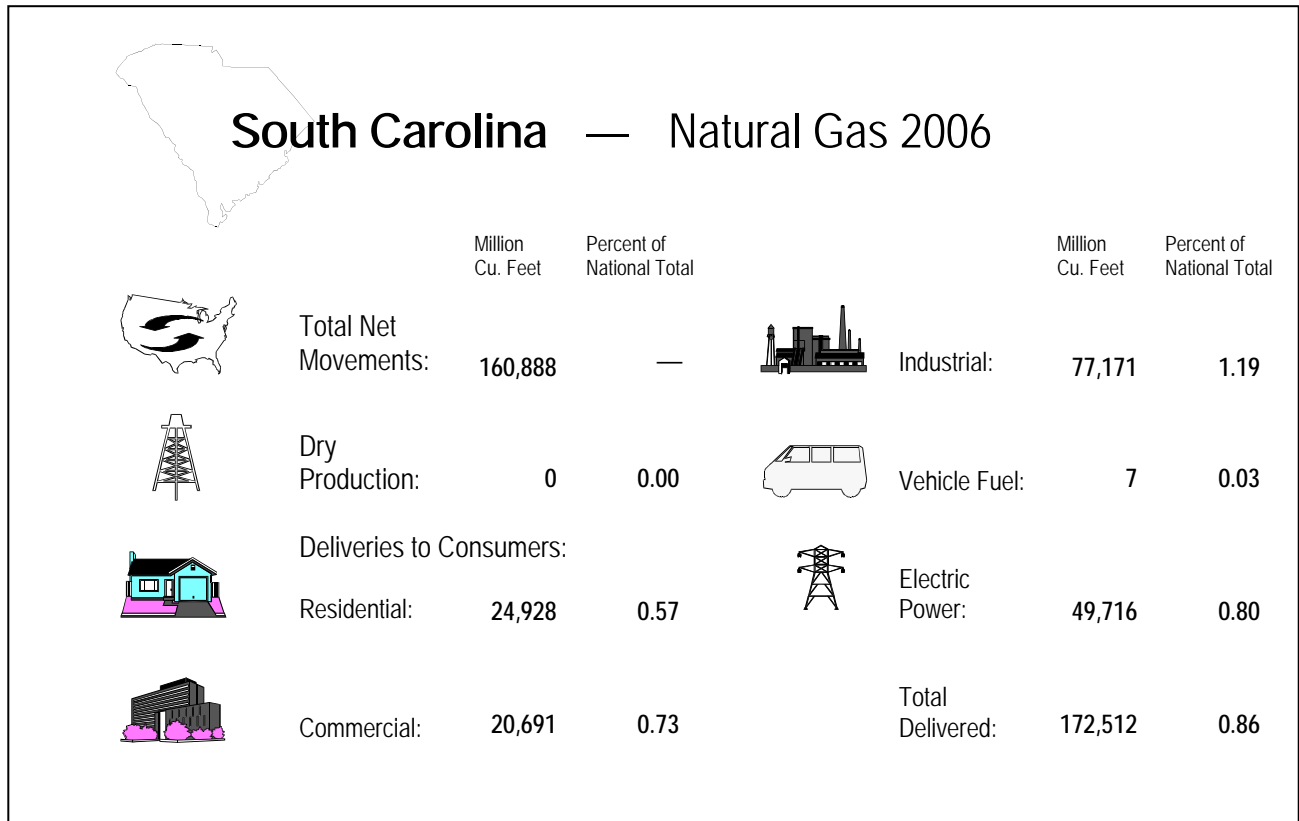 South Carolina — Natural Gas 2006
Million Cu. Feet
Percent of National Total
Total Net Movements: 160,888 —
Dry Production: 0 0.00
Deliveries to Consumers:
Residential: 24,928 0.57
Commercial: 20,691 0.73
Million Cu. Feet
Percent of National Total
Industrial: 77,171 1.19
Vehicle Fuel: 7 0.03
Electric Power: 49,716 0.80
Total Delivered: 172,512 0.86